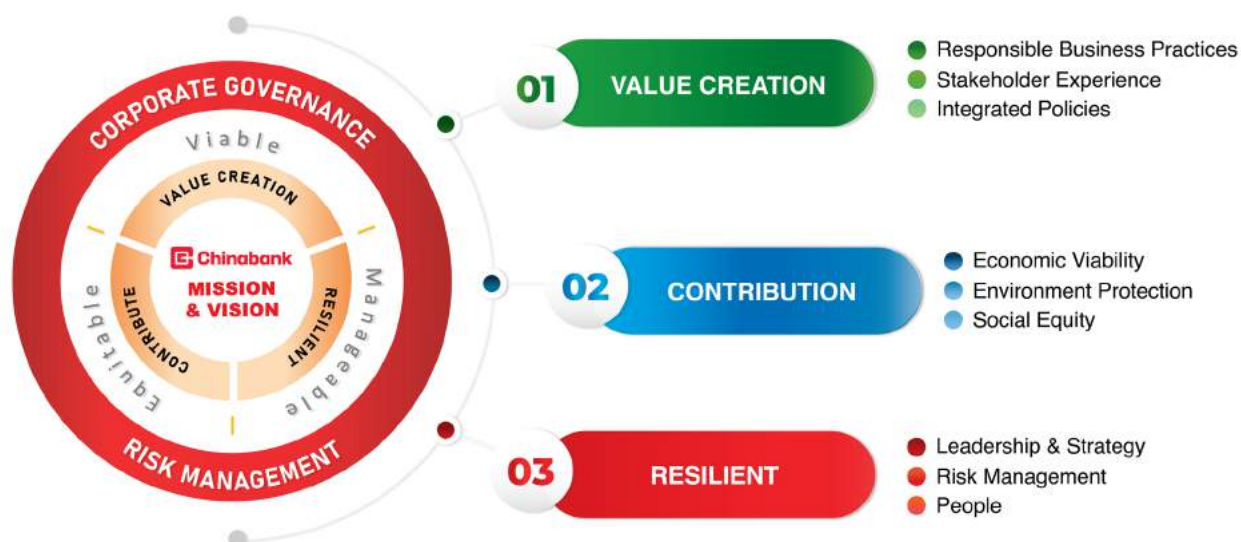 CORPORATE GOVERNANCE
Viable
VALUE CREATION
Chinabank
MISSION
& VISION
CONTRIBUTE
RESILIENT
Equitable
Manageable
RISK MANAGEMENT
01
VALUE CREATION
Responsible Business Practices
Stakeholder Experience
Integrated Policies
02
CONTRIBUTION
Economic Viability
Environment Protection
Social Equity
03
RESILIENT
Leadership & Strategy
Risk Management
People